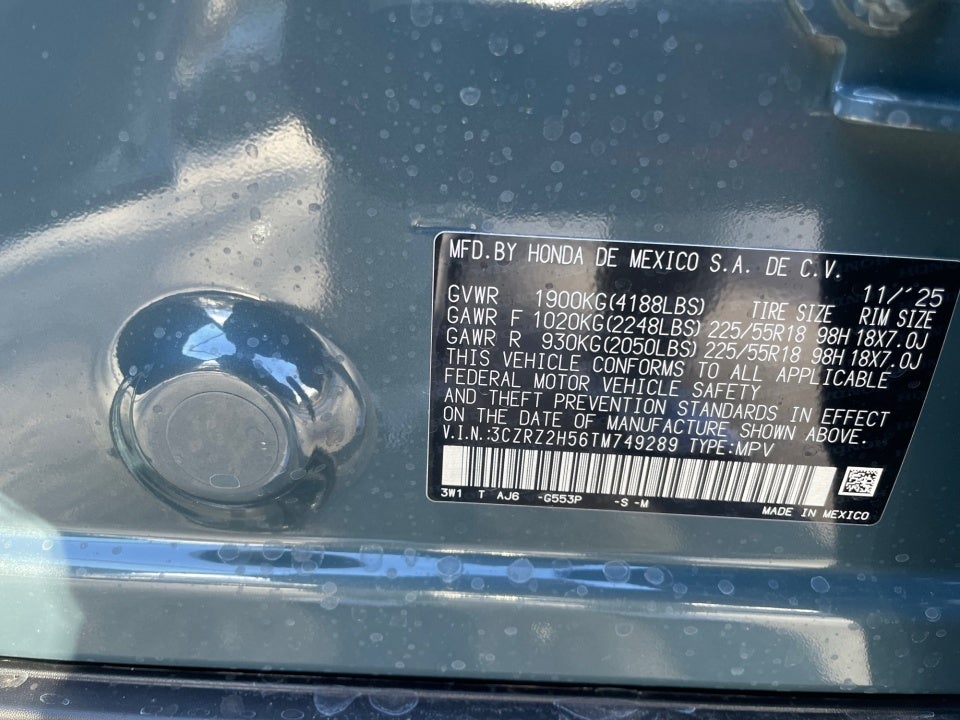 MFD.BY HONDA DE MEXICO S.A. DE C.V.
11/'25
GVWR 1900KG(4188LBS) TIRE SIZE RIM SIZE
GAWR F 1020KG(2248LBS) 225/55R18 98H 18X7.0J
GAWR R 930KG(2050LBS) 225/55R18 98H 18X7.0J
THIS VEHICLE CONFORMS TO ALL APPLICABLE
FEDERAL MOTOR VEHICLE SAFETY
AND THEFT PREVENTION STANDARDS IN EFFECT
ON THE DATE OF MANUFACTURE SHOWN ABOVE.
V.I.N.:3CZRZ2H56TM749289 TYPE:MPV
3W1 T AJ6 -G553P -S -M
MADE IN MEXICO